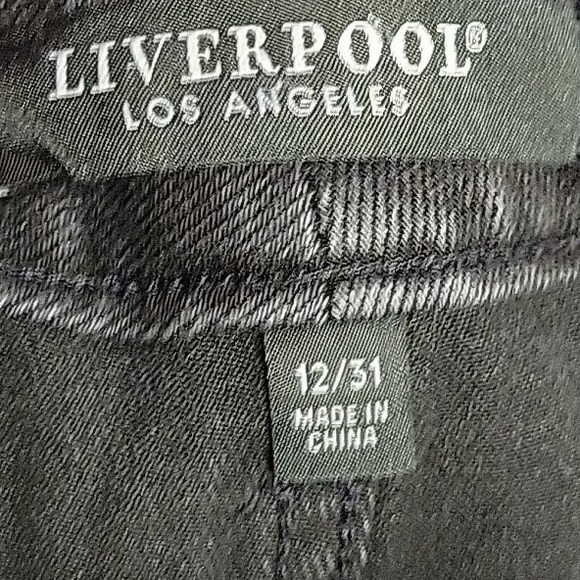 LIVERPOOL®
LOS ANGELES
12/31
MADE IN
CHINA